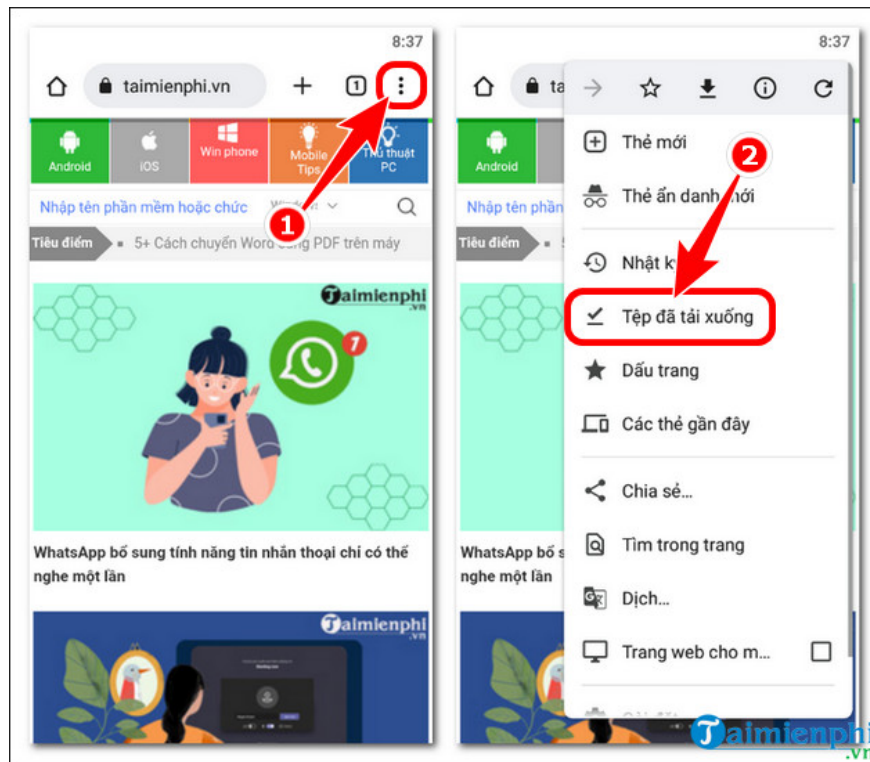 8:37
taimienphi.vn
1
Android
iOS
Win phone
Mobile Tips
Thủ thuật PC
Nhập tên phần mềm hoặc chức
1
Tiêu điểm
5+ Cách chuyển Word sang PDF trên máy
Taimienphi
.vn
1
WhatsApp bổ sung tính năng tin nhắn thoại chỉ có thể
nghe một lần
Taimienphi
.vn
8:37
ta
2
Thẻ mới
Thẻ ẩn danh mới
Nhật k
Tệp đã tải xuống
Dấu trang
Các thẻ gần đây
Chia sẻ...
Tìm trong trang
Dịch...
Trang web cho m...
Android
Nhập tên phần
Tiêu điểm
WhatsApp bổ s
nghe một lần
Taimienphi
.vn